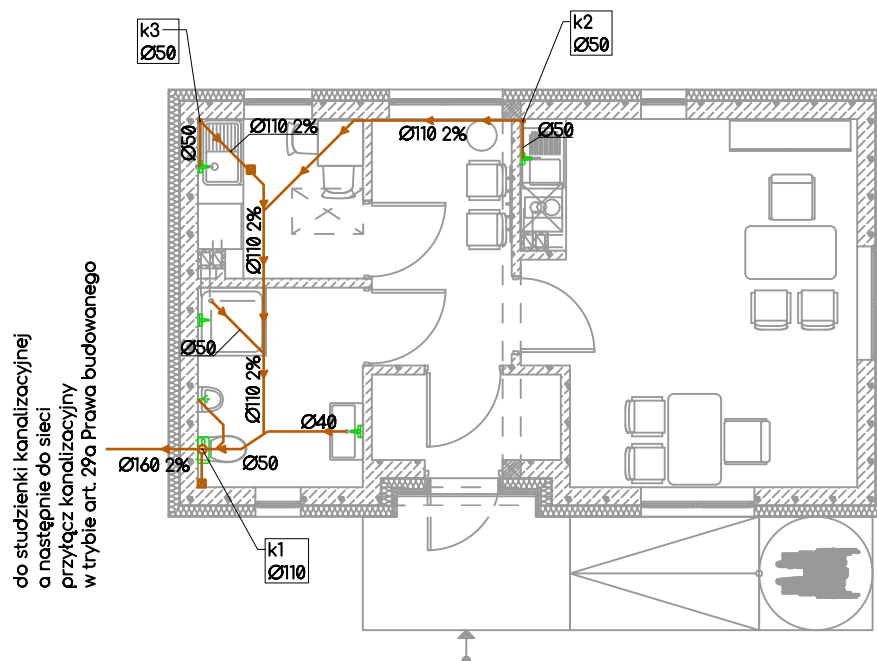 k3
Ø50
k2
Ø50
Ø50
Ø110 2%
Ø110 2%
Ø50
Ø110 2%
Ø50
Ø110 2%
Ø40
Ø50
Ø160 2%
k1
Ø110
do studzienki kanalizacyjnej
a następnie do sieci
przyłącz kanalizacyjny
w trybie art. 29a Prawa budowanego